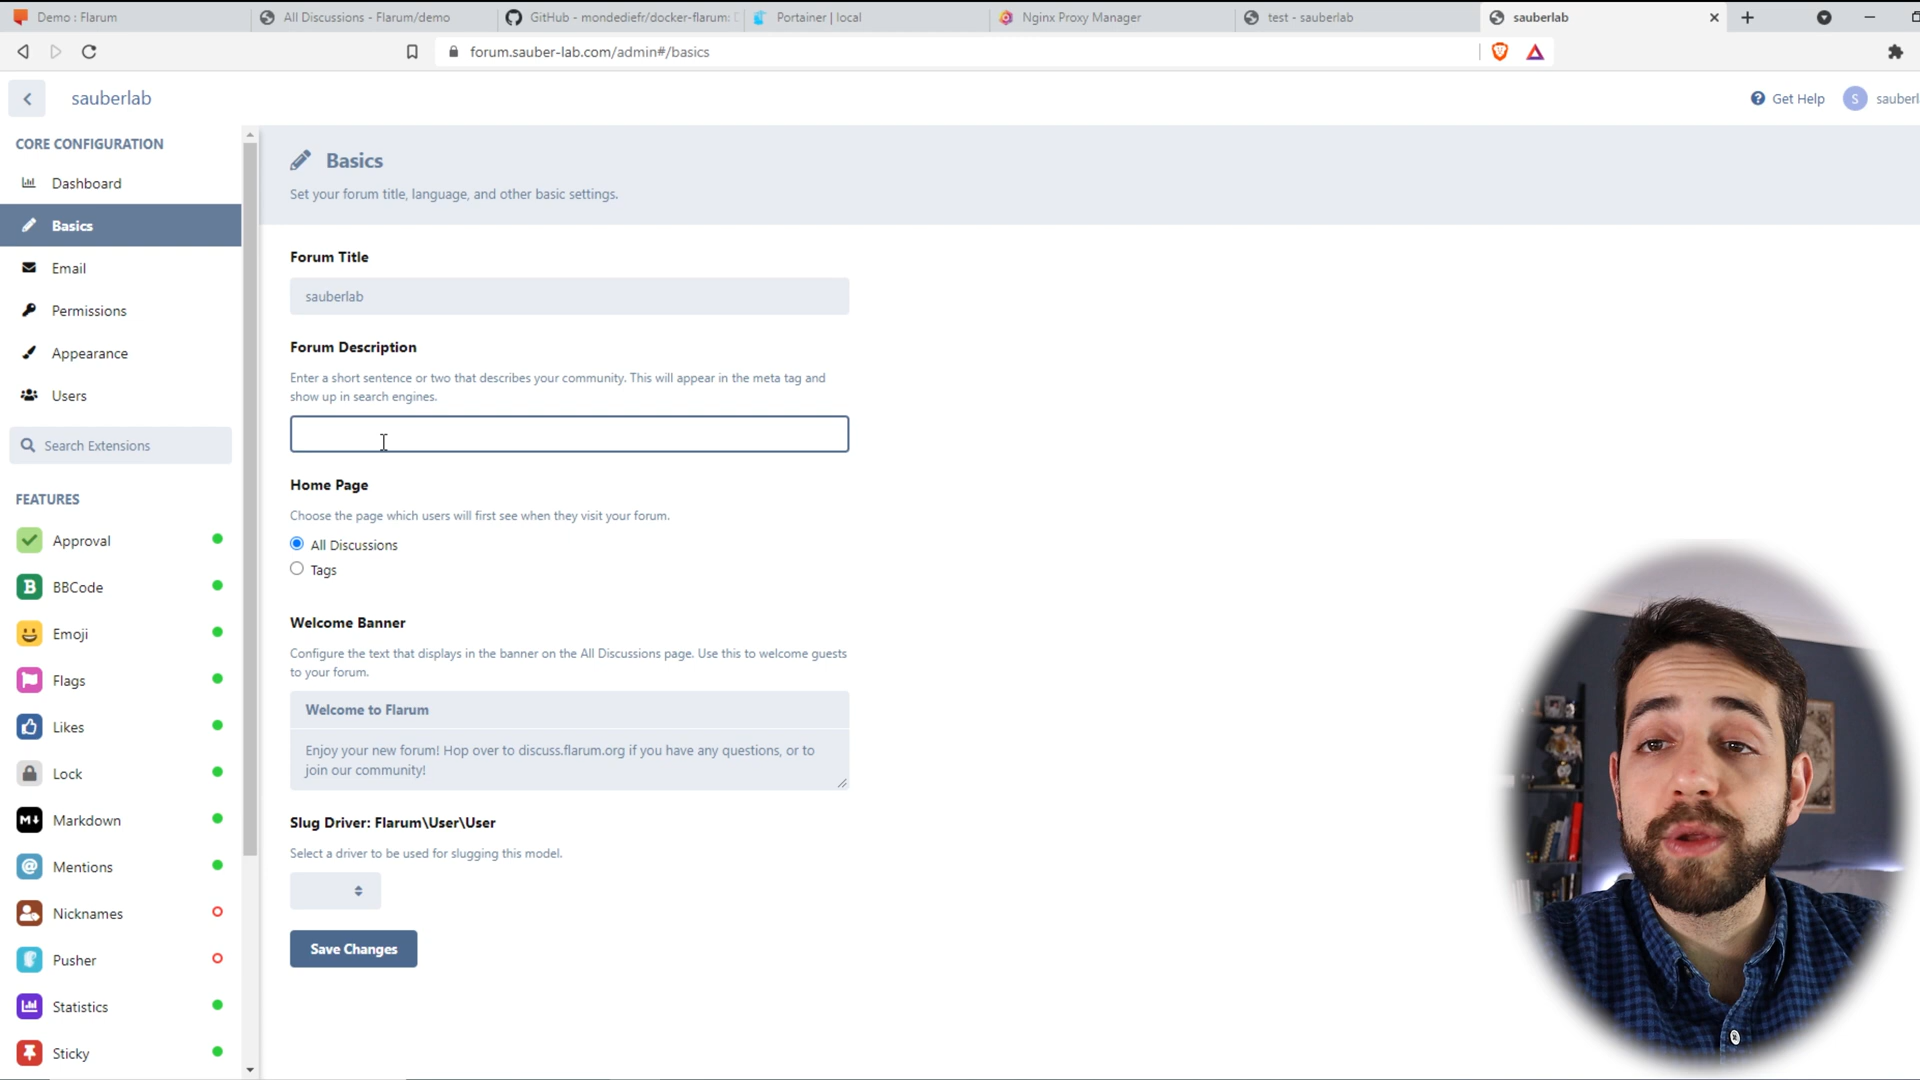 Demo : Flarum
All Discussions - Flarum/demo
GitHub - mondediefr/docker-flarum:
Portainer | local
Nginx Proxy Manager
test - sauberlab
sauberlab
forum.sauber-lab.com/admin#/basics
sauberlab
Get Help
S
sauberl
CORE CONFIGURATION
Dashboard
Basics
Email
Permissions
Appearance
Users
Search Extensions
FEATURES
Approval
B
BBCode
Emoji
Flags
Likes
Lock
M
Markdown
@
Mentions
Nicknames
Pusher
Statistics
Sticky
Basics
Set your forum title, language, and other basic settings.
Forum Title
sauberlab
Forum Description
Enter a short sentence or two that describes your community. This will appear in the meta tag and
show up in search engines.
Home Page
Choose the page which users will first see when they visit your forum.
All Discussions
Tags
Welcome Banner
Configure the text that displays in the banner on the All Discussions page. Use this to welcome guests
to your forum.
Welcome to Flarum
Enjoy your new forum! Hop over to discuss.flarum.org if you have any questions, or to
join our community!
Slug Driver: Flarum\User\User
Select a driver to be used for slugging this model.
Save Changes